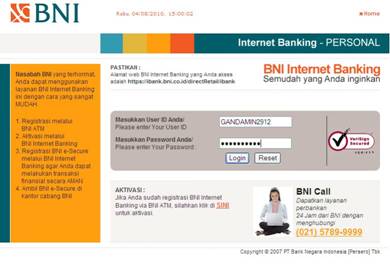 BNI
Rabu, 04/08/2010, 15:00:02
Home
Internet Banking - PERSONAL
Nasabah BNI yang terhormat,
Anda dapat menggunakan
layanan BNI Internet Banking
ini dengan cara yang sangat
MUDAH
1. Registrasi melalui
BNI ATM
2. Aktivasi melalui
BNI Internet Banking
3. Registrasi BNI e-Secure
melalui BNI Internet
Banking agar Anda dapat
melakukan transaksi
finansial secara AMAN
4. Ambil BNI e-Secure di
kantor cabang BNI
PASTIKAN :
Alamat web BNI Internet Banking yang Anda akses
adalah https://ibank.bni.co.id/directRetail/ibank
BNI Internet Banking
Semudah yang Anda inginkan
Masukkan User ID Anda/
Please enter Your User ID
GANDAMIN2912
Masukkan Password Anda/
Please enter Your Password:
Login
Reset
VeriSign
Secured
AKTIVASI :
Jika Anda sudah registrasi BNI Internet
Banking via BNI ATM, silahkan klik di SINI
untuk aktivasi.
BNI Call
Dapatkan layanan
perbankan
24 Jam dari BNI dengan
menghubungi
(021) 5789-9999
Copyright © 2007 PT Bank Negara Indonesia [Persero] Tbk